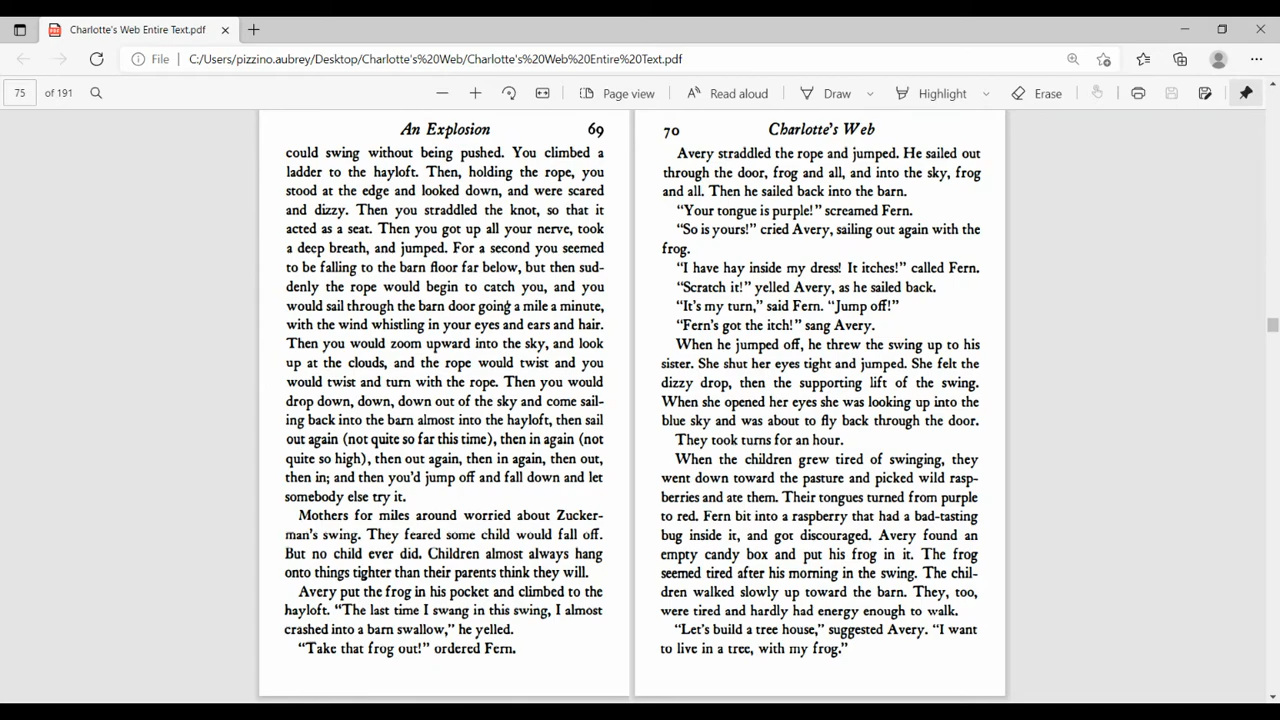 Charlotte's Web Entire Text.pdf
File
C:/Users/pizzino.aubrey/Desktop/Charlotte's%20Web/Charlotte's%20Web%20Entire%20Text.pdf
75 of 191
Page view
Read aloud
Draw
Highlight
Erase
An Explosion 69
could swing without being pushed. You climbed a
ladder to the hayloft. Then, holding the rope, you
stood at the edge and looked down, and were scared
and dizzy. Then you straddled the knot, so that it
acted as a seat. Then you got up all your nerve, took
a deep breath, and jumped. For a second you seemed
to be falling to the barn floor far below, but then sud-
denly the rope would begin to catch you, and you
would sail through the barn door going a mile a minute,
with the wind whistling in your eyes and ears and hair.
Then you would zoom upward into the sky, and look
up at the clouds, and the rope would twist and you
would twist and turn with the rope. Then you would
drop down, down, down out of the sky and come sail-
ing back into the barn almost into the hayloft, then sail
out again (not quite so far this time), then in again (not
quite so high), then out again, then in again, then out,
then in; and then you'd jump off and fall down and let
somebody else try it.
Mothers for miles around worried about Zucker-
man's swing. They feared some child would fall off.
But no child ever did. Children almost always hang
onto things tighter than their parents think they will.
Avery put the frog in his pocket and climbed to the
hayloft. "The last time I swang in this swing, I almost
crashed into a barn swallow," he yelled.
"Take that frog out!" ordered Fern.
70 Charlotte's Web
Avery straddled the rope and jumped. He sailed out
through the door, frog and all, and into the sky, frog
and all. Then he sailed back into the barn.
"Your tongue is purple!" screamed Fern.
"So is yours!" cried Avery, sailing out again with the
frog.
"I have hay inside my dress! It itches!" called Fern.
"Scratch it!" yelled Avery, as he sailed back.
"It's my turn," said Fern. "Jump off!"
"Fern's got the itch!" sang Avery.
When he jumped off, he threw the swing up to his
sister. She shut her eyes tight and jumped. She felt the
dizzy drop, then the supporting lift of the swing.
When she opened her eyes she was looking up into the
blue sky and was about to fly back through the door.
They took turns for an hour.
When the children grew tired of swinging, they
went down toward the pasture and picked wild rasp-
berries and ate them. Their tongues turned from purple
to red. Fern bit into a raspberry that had a bad-tasting
bug inside it, and got discouraged. Avery found an
empty candy box and put his frog in it. The frog
seemed tired after his morning in the swing. The chil-
dren walked slowly up toward the barn. They, too,
were tired and hardly had energy enough to walk.
"Let's build a tree house," suggested Avery. "I want
to live in a tree, with my frog."